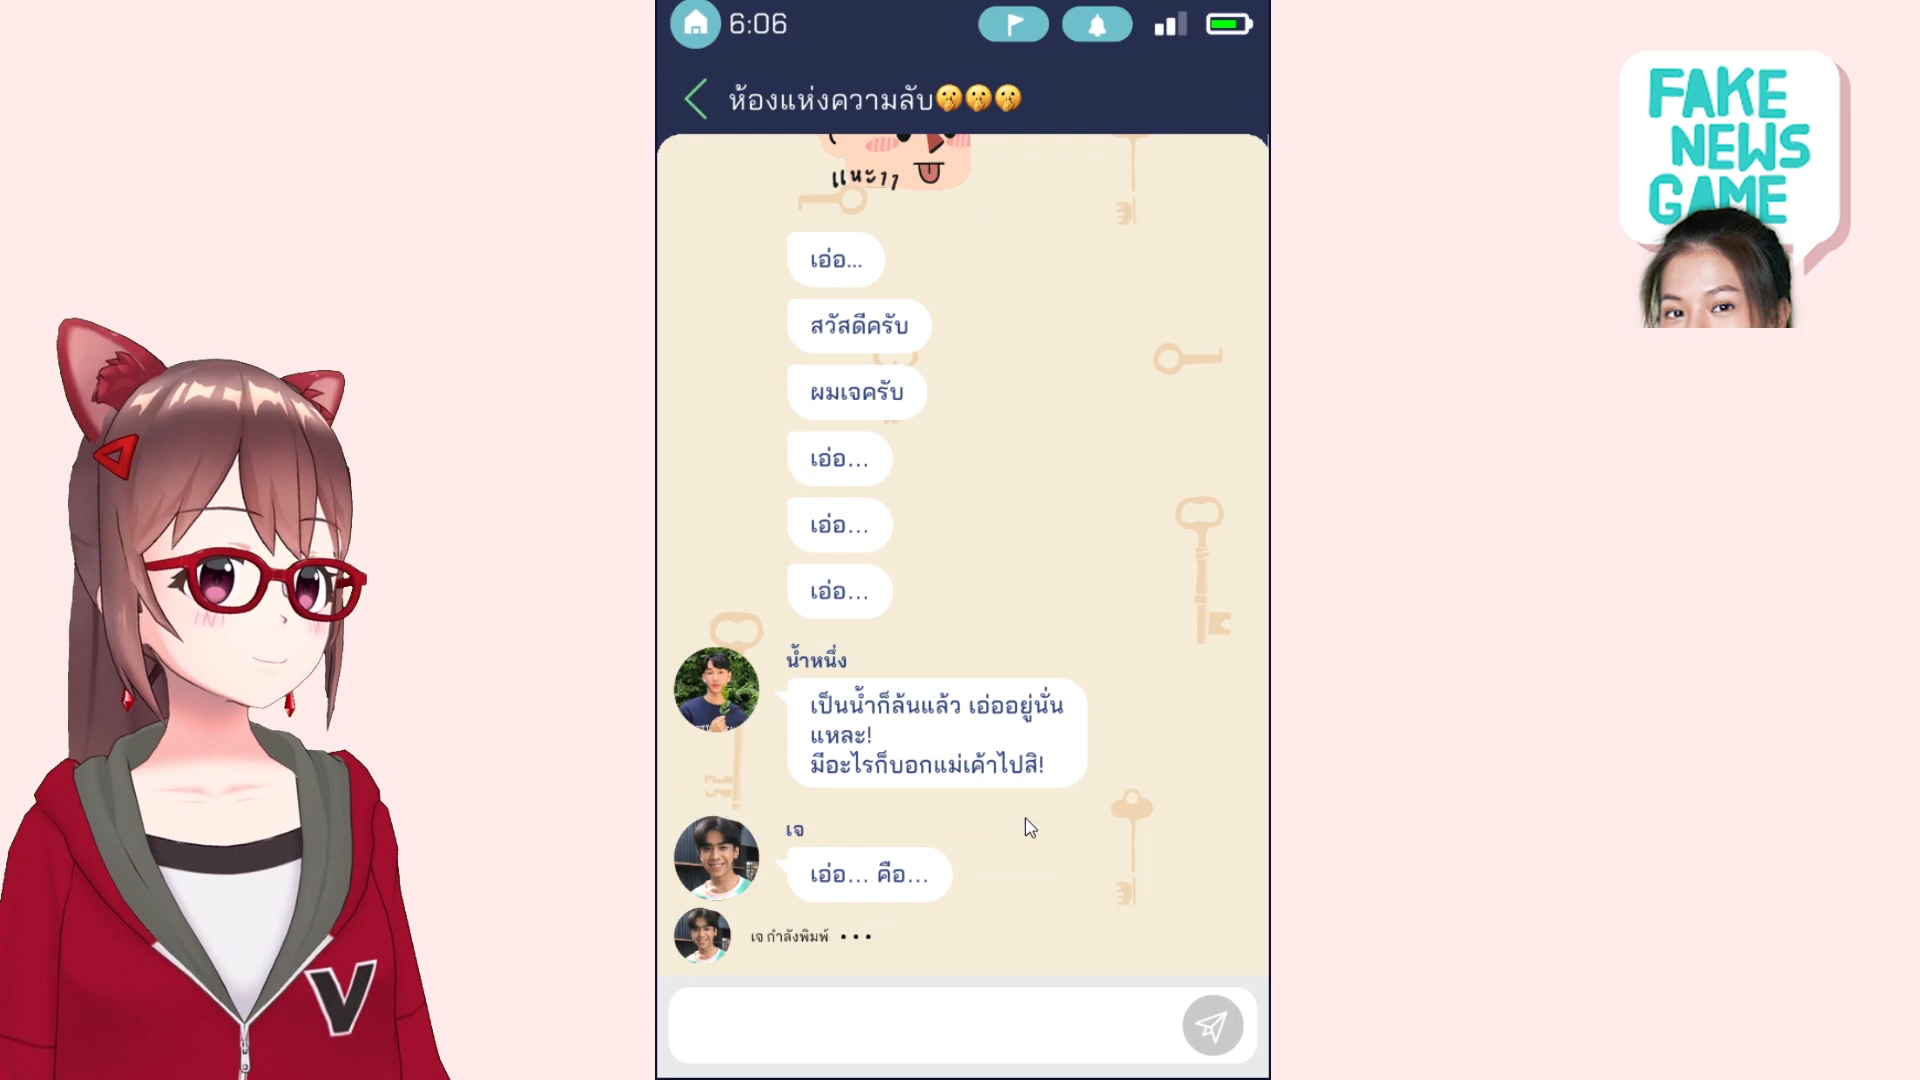 6:06
ห้องแห่งความลับ🤫🤫🤫
แหะๆๆ
เอ่อ...
สวัสดีครับ
ผมเจครับ
เอ่อ...
เอ่อ...
เอ่อ...
น้ำหนึ่ง
เป็นน้ำก็ล้นแล้ว เอ่ออยู่นั่น
แหละ!
มีอะไรก็บอกแม่เค้าไปสิ!
เจ
เอ่อ... คือ...
เจ กำลังพิมพ์ •••
FAKE
NEWS
GAME
V